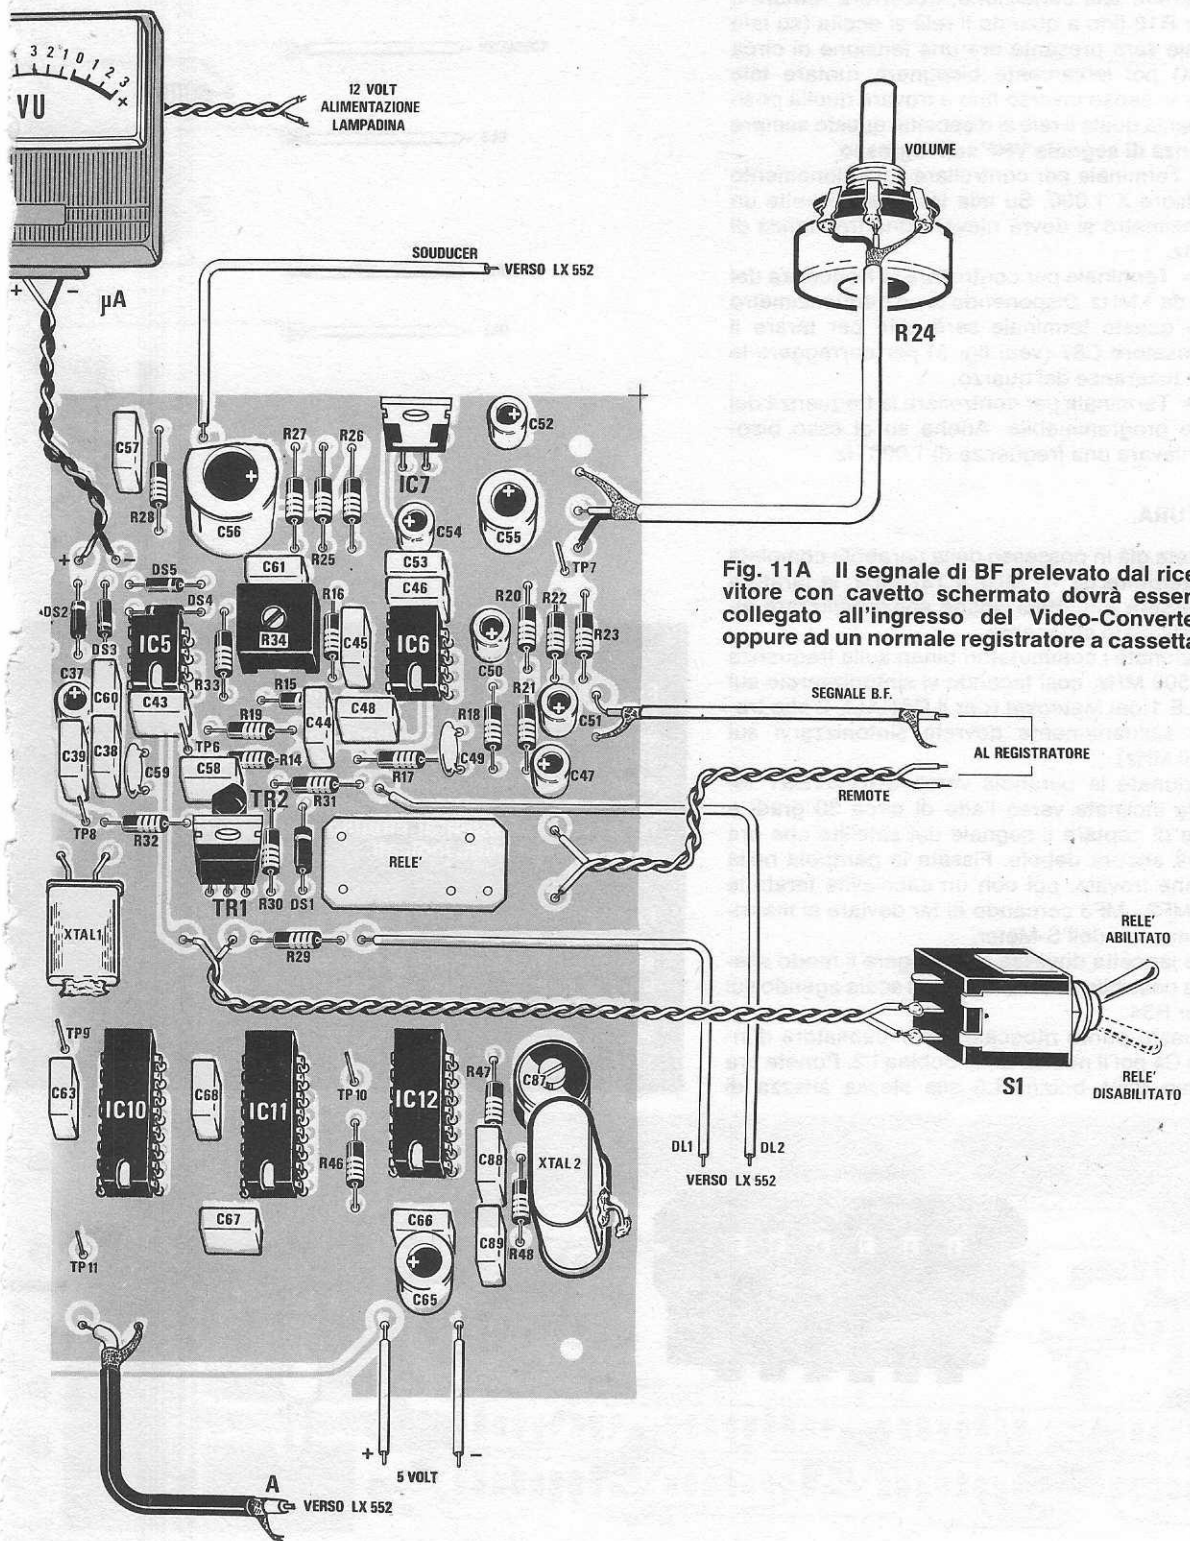 3 2 1 0 1 2 3
+
VU
12 VOLT
ALIMENTAZIONE
LAMPADINA
VOLUME
SOUDUCER
VERSO LX 552
+ −
µA
R24
C57
R28
C56
R27
R26
R25
IC7
C52
C54
C55
TP7
Fig. 11A Il segnale di BF prelevato dal rice
vitore con cavetto schermato dovrà esser
collegato all'ingresso del Video-Converte
oppure ad un normale registratore a cassetta
+ −
DS5
DS2
DS3
DS4
IC5
C61
C53
C46
R16
R34
C45
IC6
R20
R22
R23
C37
C60
R33
R15
C50
R21
C43
R19
C44
C48
R18
C51
SEGNALE B.F.
C39
C38
TP6
C59
R14
C58
R17
C49
C47
AL REGISTRATORE
REMOTE
TR2
R31
TP8
R32
RELE'
TR1
R30
DS1
XTAL1
R29
RELE'
ABILITATO
TP9
C63
IC10
C68
IC11
TP10
IC12
R47
C87
S1
RELE'
DISABILITATO
R46
C88
XTAL2
DL1
DL2
VERSO LX 552
C67
C66
C89
R48
TP11
C65
+ −
5 VOLT
A
VERSO LX 552